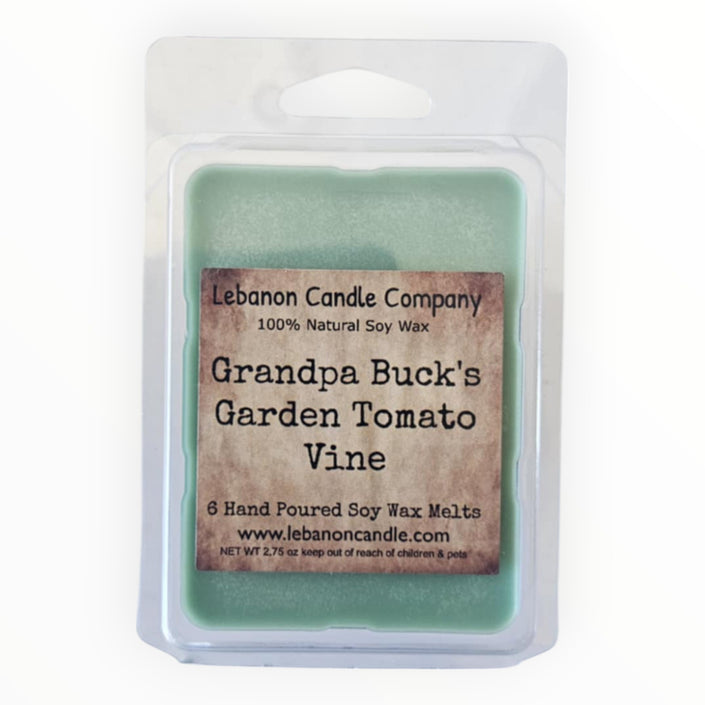 Lebanon Candle Company
100% Natural Soy Wax
Grandpa Buck's
Garden Tomato
Vine
6 Hand Poured Soy Wax Melts
www.lebanoncandle.com
NET WT 2.75 oz keep out of reach of children & pets